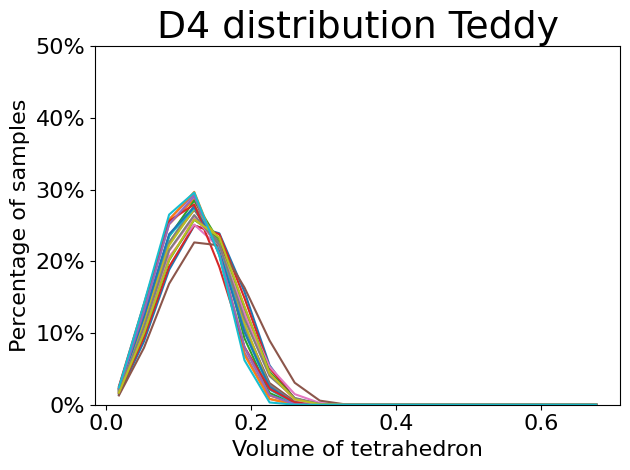 D4 distribution Teddy
50%
40%
30%
20%
10%
0%
Percentage of samples
0.0 0.2 0.4 0.6
Volume of tetrahedron